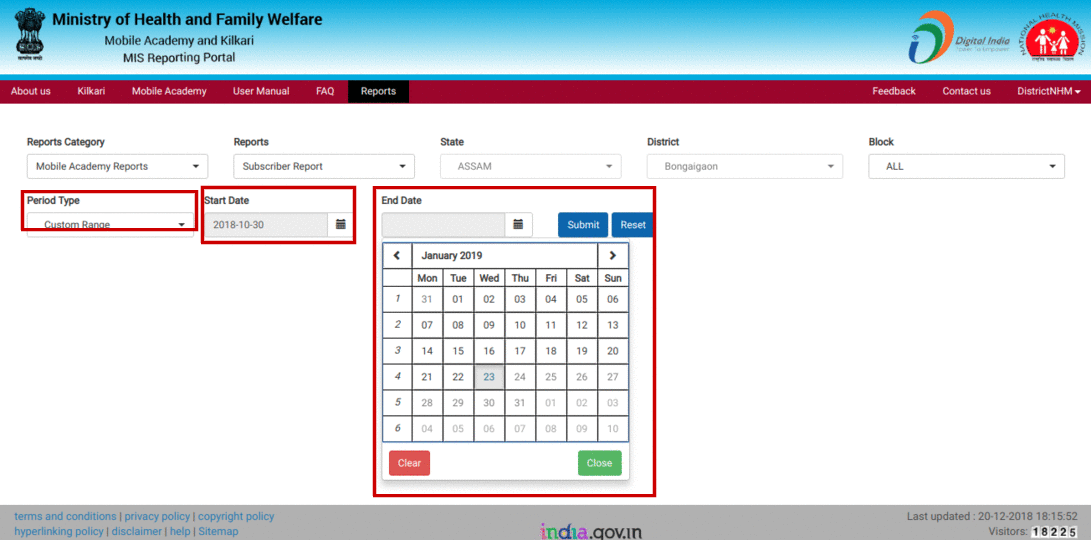 Ministry of Health and Family Welfare
Mobile Academy and Kilkari
MIS Reporting Portal
Digital India
Power To Empower
NATIONAL HEALTH MISSION
About us Kilkari Mobile Academy User Manual FAQ Reports Feedback Contact us DistrictNHM
Reports Category Reports State District Block
Mobile Academy Reports Subscriber Report ASSAM Bongaigaon ALL
Period Type Start Date End Date
Custom Range 2018-10-30 Submit Reset
January 2019
Mon Tue Wed Thu Fri Sat Sun
1 31 01 02 03 04 05 06
2 07 08 09 10 11 12 13
3 14 15 16 17 18 19 20
4 21 22 23 24 25 26 27
5 28 29 30 31 01 02 03
6 04 05 06 07 08 09 10
Clear Close
terms and conditions | privacy policy | copyright policy
hyperlinking policy | disclaimer | help | Sitemap
india.gov.in
Last updated : 20-12-2018 18:15:52
Visitors: 18225